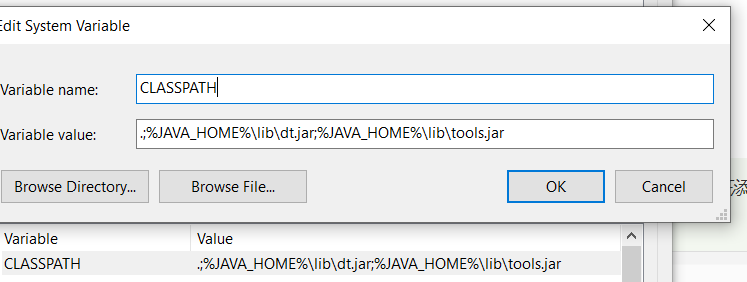 Edit System Variable
Variable name:
CLASSPATH
Variable value:
.;%JAVA_HOME%\lib\dt.jar;%JAVA_HOME%\lib\tools.jar
Browse Directory...
Browse File...
OK
Cancel
添
Variable
Value
CLASSPATH
.;%JAVA_HOME%\lib\dt.jar;%JAVA_HOME%\lib\tools.jar